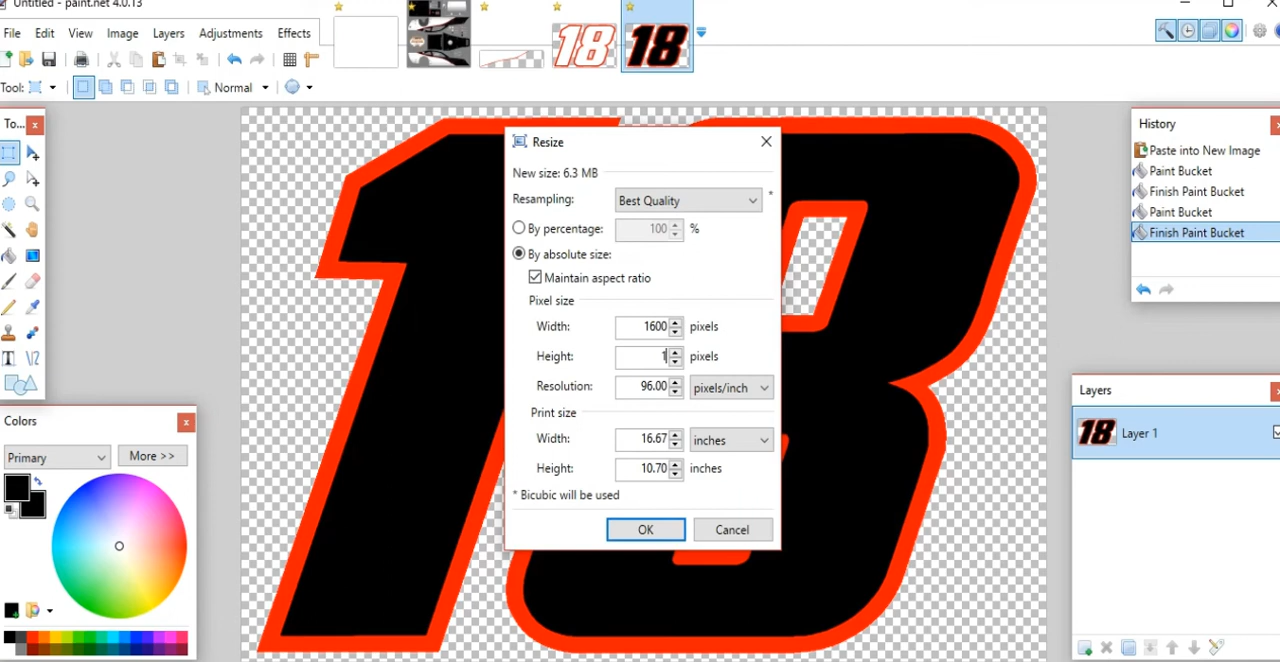 Untitled - paint.net 4.0.13
File Edit View Image Layers Adjustments Effects
18 18
Tool: Normal
To...
18
Resize
New size: 6.3 MB
Resampling: Best Quality *
By percentage: 100 %
By absolute size:
Maintain aspect ratio
Pixel size
Width: 1600 pixels
Height: 1 pixels
Resolution: 96.00 pixels/inch
Print size
Width: 16.67 inches
Height: 10.70 inches
* Bicubic will be used
OK Cancel
History
Paste into New Image
Paint Bucket
Finish Paint Bucket
Paint Bucket
Finish Paint Bucket
Layers
18 Layer 1
Colors
Primary More >>